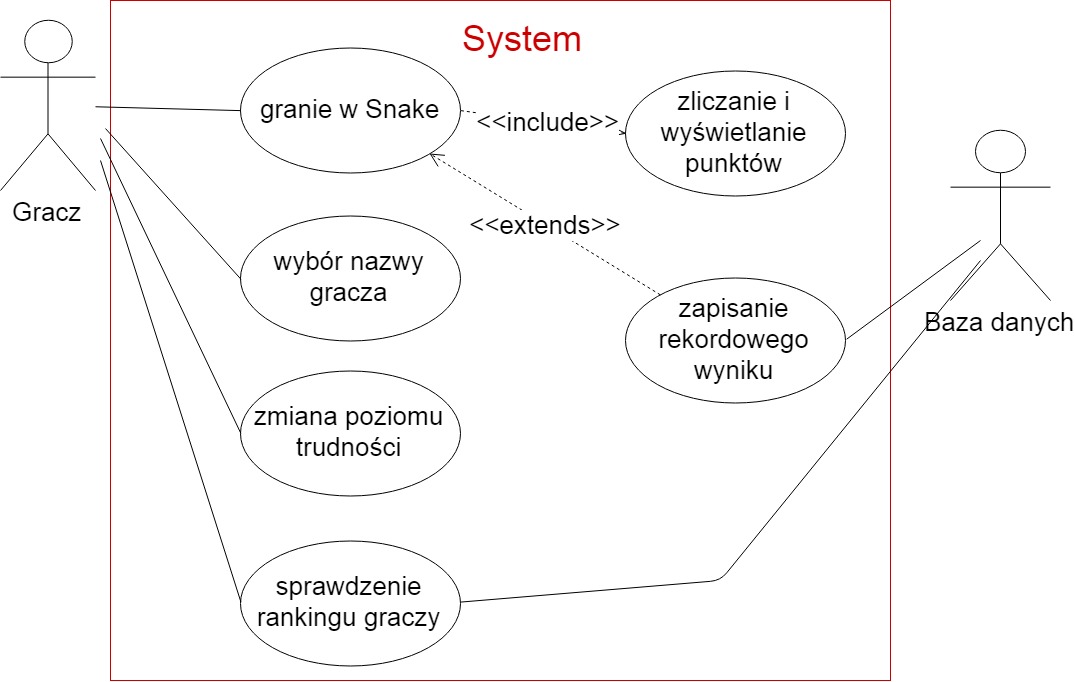 System
granie w Snake
<<include>>
zliczanie i
wyświetlanie
punktów
Gracz
<<extends>>
wybór nazwy
gracza
zapisanie
rekordowego
wyniku
Baza danych
zmiana poziomu
trudności
sprawdzenie
rankingu graczy